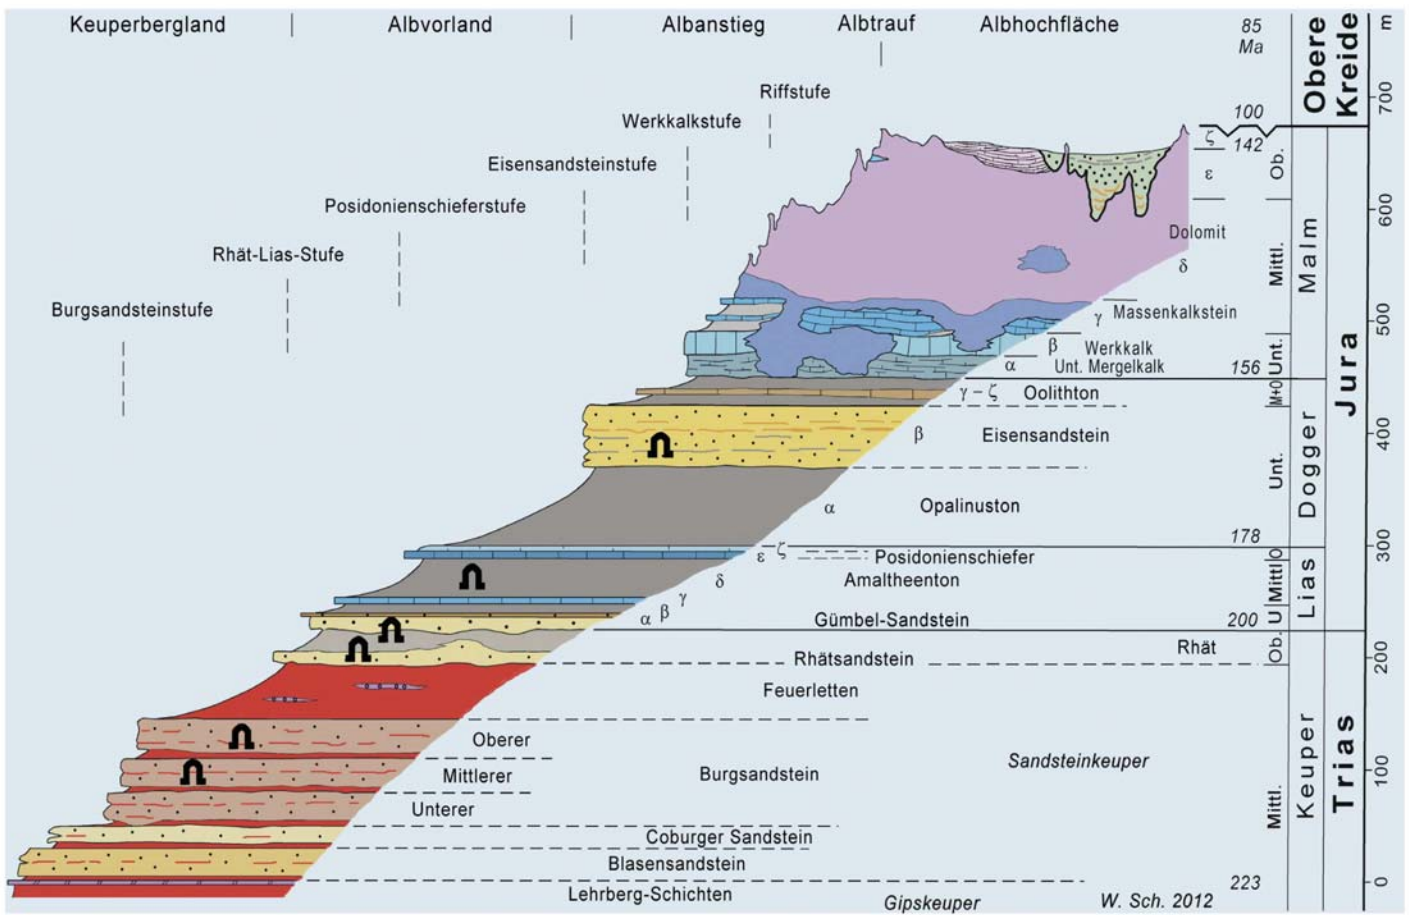 Keuperbergland
Albvorland
Albanstieg
Albtrauf
Albhochfläche
85
Ma
Obere
Kreide
m
Riffstufe
Werkkalkstufe
Eisensandsteinstufe
Posidonienschieferstufe
Rhät-Lias-Stufe
Burgsandsteinstufe
100
700
ζ
142
Ob.
ε
600
Dolomit
δ
Mittl.
Malm
Massenkalkstein
γ
500
β Werkkalk
α Unt. Mergelkalk
156
Unt.
Jura
γ – ζ Oolithton
M+O
β Eisensandstein
400
Unt.
Dogger
α Opalinuston
178
300
ε ζ Posidonienschiefer
O
δ Amaltheenton
Mittl
Lias
γ
α β Gümbel-Sandstein
200
U
Rhät
Ob.
Rhätsandstein
200
Feuerletten
Oberer
Mittlerer
Burgsandstein
Sandsteinkeuper
Unterer
100
Mittl.
Keuper
Trias
Coburger Sandstein
Blasensandstein
Lehrberg-Schichten
223
0
Gipskeuper
W. Sch. 2012